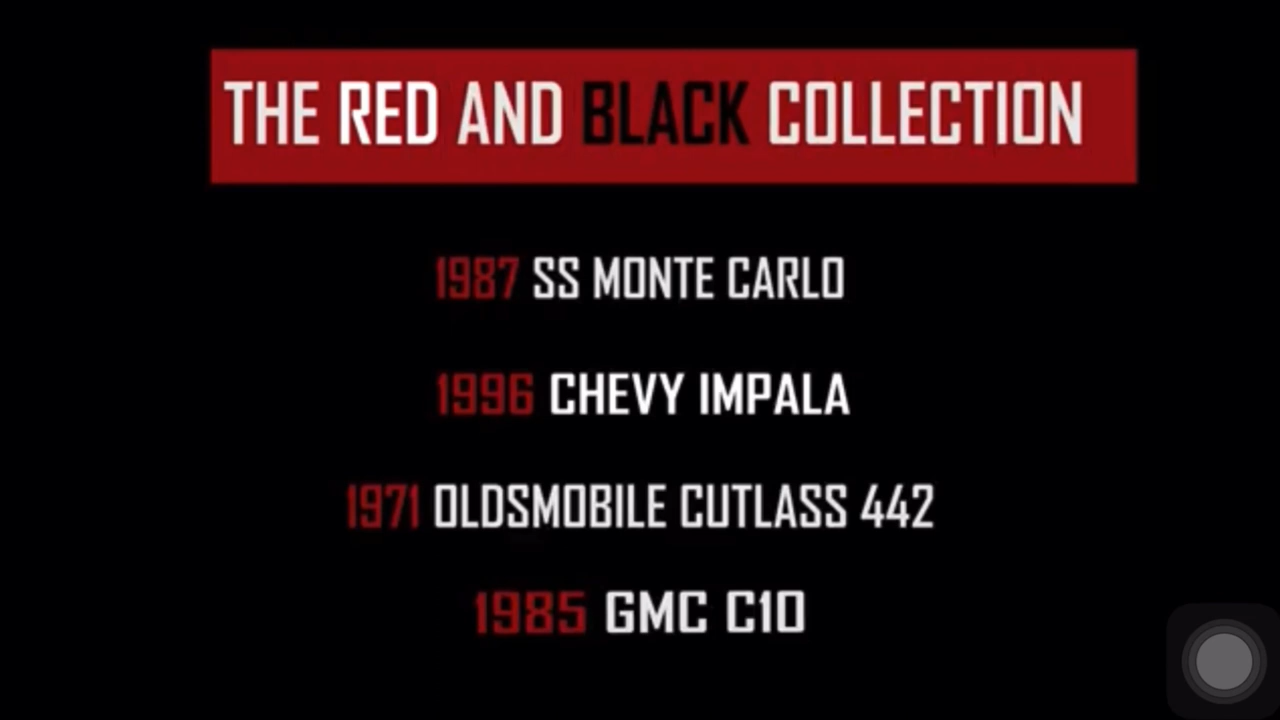 THE RED AND BLACK COLLECTION
1987 SS MONTE CARLO
1996 CHEVY IMPALA
1971 OLDSMOBILE CUTLASS 442
1985 GMC C10